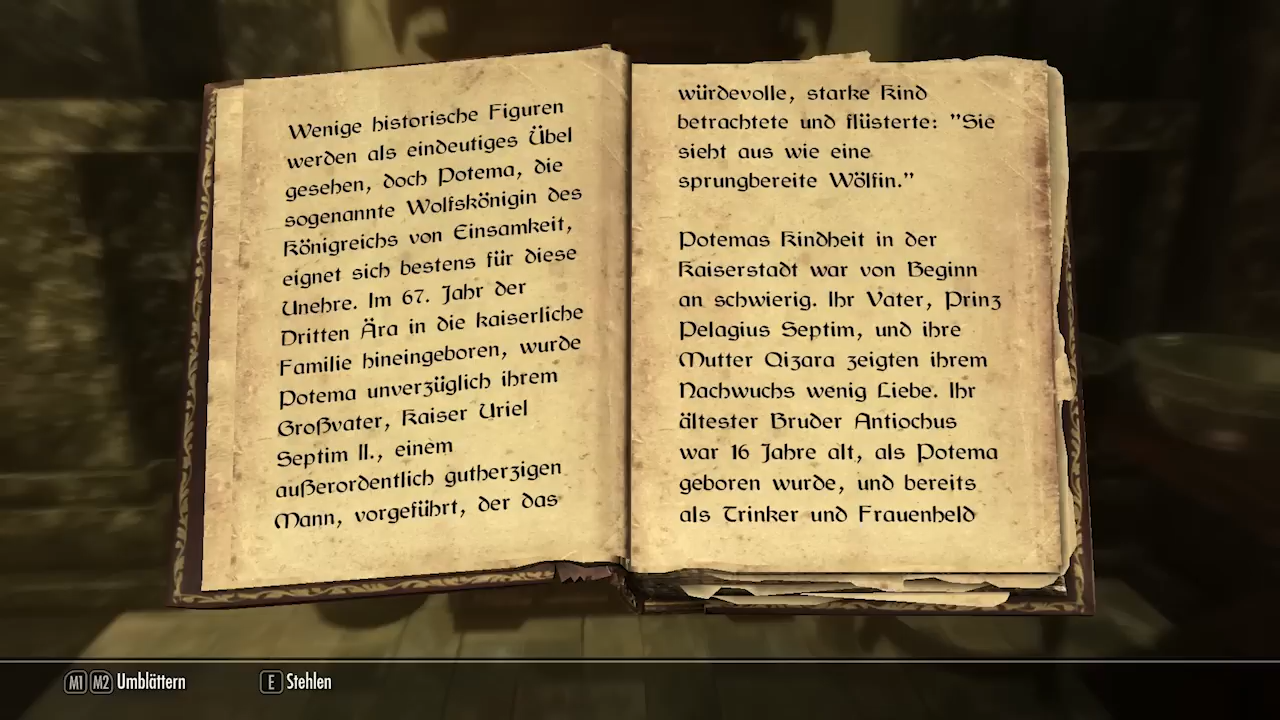 Wenige historische Figuren
werden als eindeutiges Übel
gesehen, doch Potema, die
sogenannte Wolfskönigin des
Königreichs von Einsamkeit,
eignet sich bestens für diese
Unehre. Im 67. Jahr der
Dritten Ära in die kaiserliche
Familie hineingeboren, wurde
Potema unverzüglich ihrem
Großvater, Kaiser Uriel
Septim II., einem
außerordentlich gutherzigen
Mann, vorgeführt, der das
würdevolle, starke Kind
betrachtete und flüsterte: "Sie
sieht aus wie eine
sprungbereite Wölfin."
Potemas Kindheit in der
Kaiserstadt war von Beginn
an schwierig. Ihr Vater, Prinz
Pelagius Septim, und ihre
Mutter Qizara zeigten ihrem
Nachwuchs wenig Liebe. Ihr
ältester Bruder Antiochus
war 16 Jahre alt, als Potema
geboren wurde, und bereits
als Trinker und Frauenheld
M1 M2 Umblättern E Stehlen